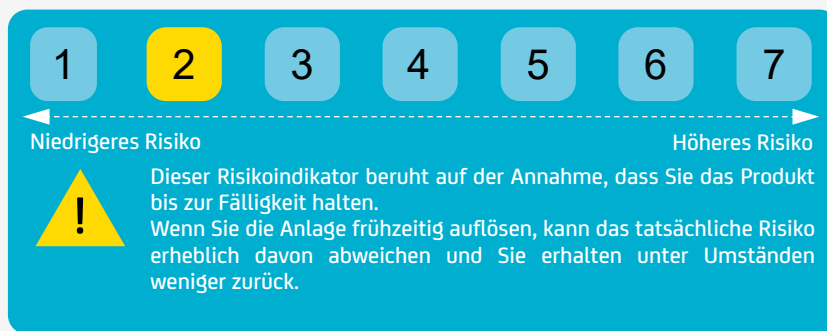 1 2 3 4 5 6 7
Niedrigeres Risiko Höheres Risiko
!
Dieser Risikoindikator beruht auf der Annahme, dass Sie das Produkt
bis zur Fälligkeit halten.
Wenn Sie die Anlage frühzeitig auflösen, kann das tatsächliche Risiko
erheblich davon abweichen und Sie erhalten unter Umständen
weniger zurück.